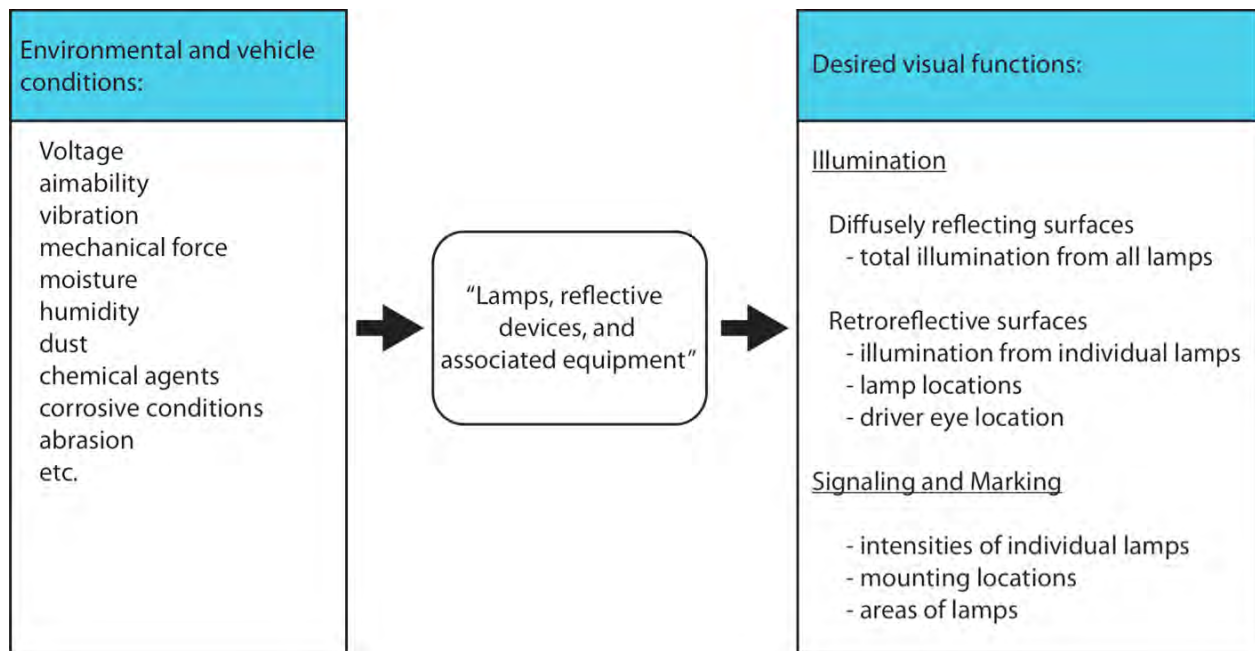 Environmental and vehicle
conditions:
Voltage
aimability
vibration
mechanical force
moisture
humidity
dust
chemical agents
corrosive conditions
abrasion
etc.
“Lamps, reflective
devices, and
associated equipment”
Desired visual functions:
Illumination
Diffusely reflecting surfaces
- total illumination from all lamps
Retroreflective surfaces
- illumination from individual lamps
- lamp locations
- driver eye location
Signaling and Marking
- intensities of individual lamps
- mounting locations
- areas of lamps